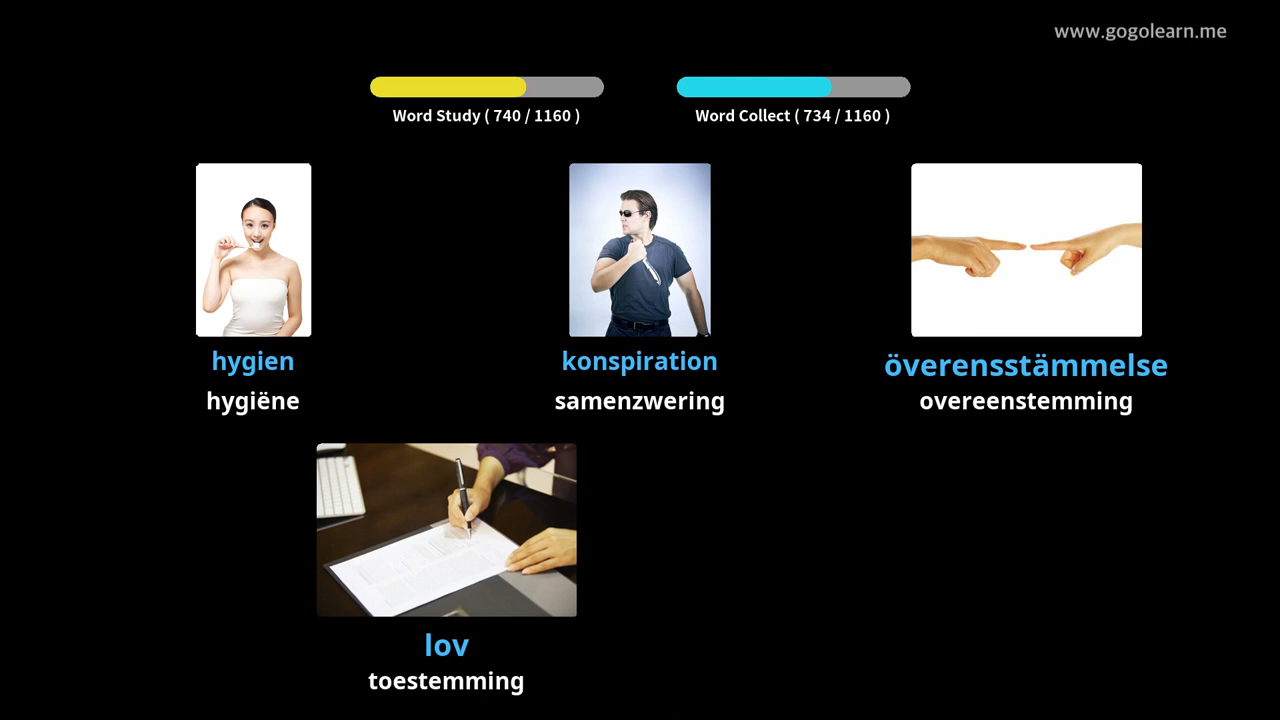 www.gogolearn.me
Word Study ( 740 / 1160 )
Word Collect ( 734 / 1160 )
hygien
hygiëne
konspiration
samenzwering
överensstämmelse
overeenstemming
lov
toestemming